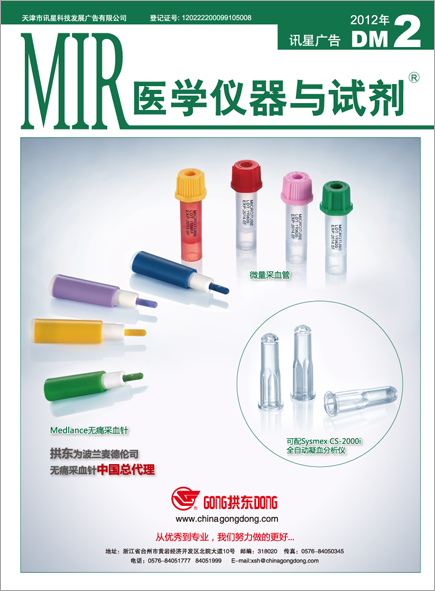 天津市讯星科技发展广告有限公司 登记证号: 120222200099105008
讯星广告
2012年
DM 2
MIR 医学仪器与试剂®
微量采血管
Medlance无痛采血针
拱东为波兰麦德伦司
无痛采血针中国总代理
可配Sysmex CS-2000i
全自动凝血分析仪
GONG拱东DONG
www.chinagongdong.com
从优秀到专业，我们努力做的更好...
地址：浙江省台州市黄岩经济开发区北院大道10号 邮编：318020 传真：0576-84050345
电话：0576-84051777 84051999 E-mail:xsh@chinagongdong.com